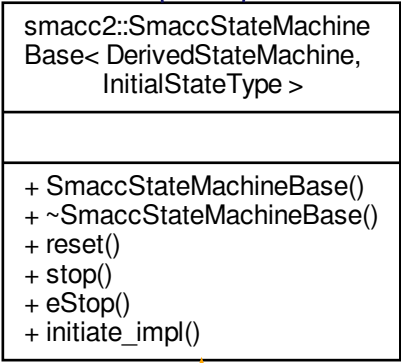 smacc2::SmaccStateMachine
Base< DerivedStateMachine,
InitialStateType >
+ SmaccStateMachineBase()
+ ~SmaccStateMachineBase()
+ reset()
+ stop()
+ eStop()
+ initiate_impl()